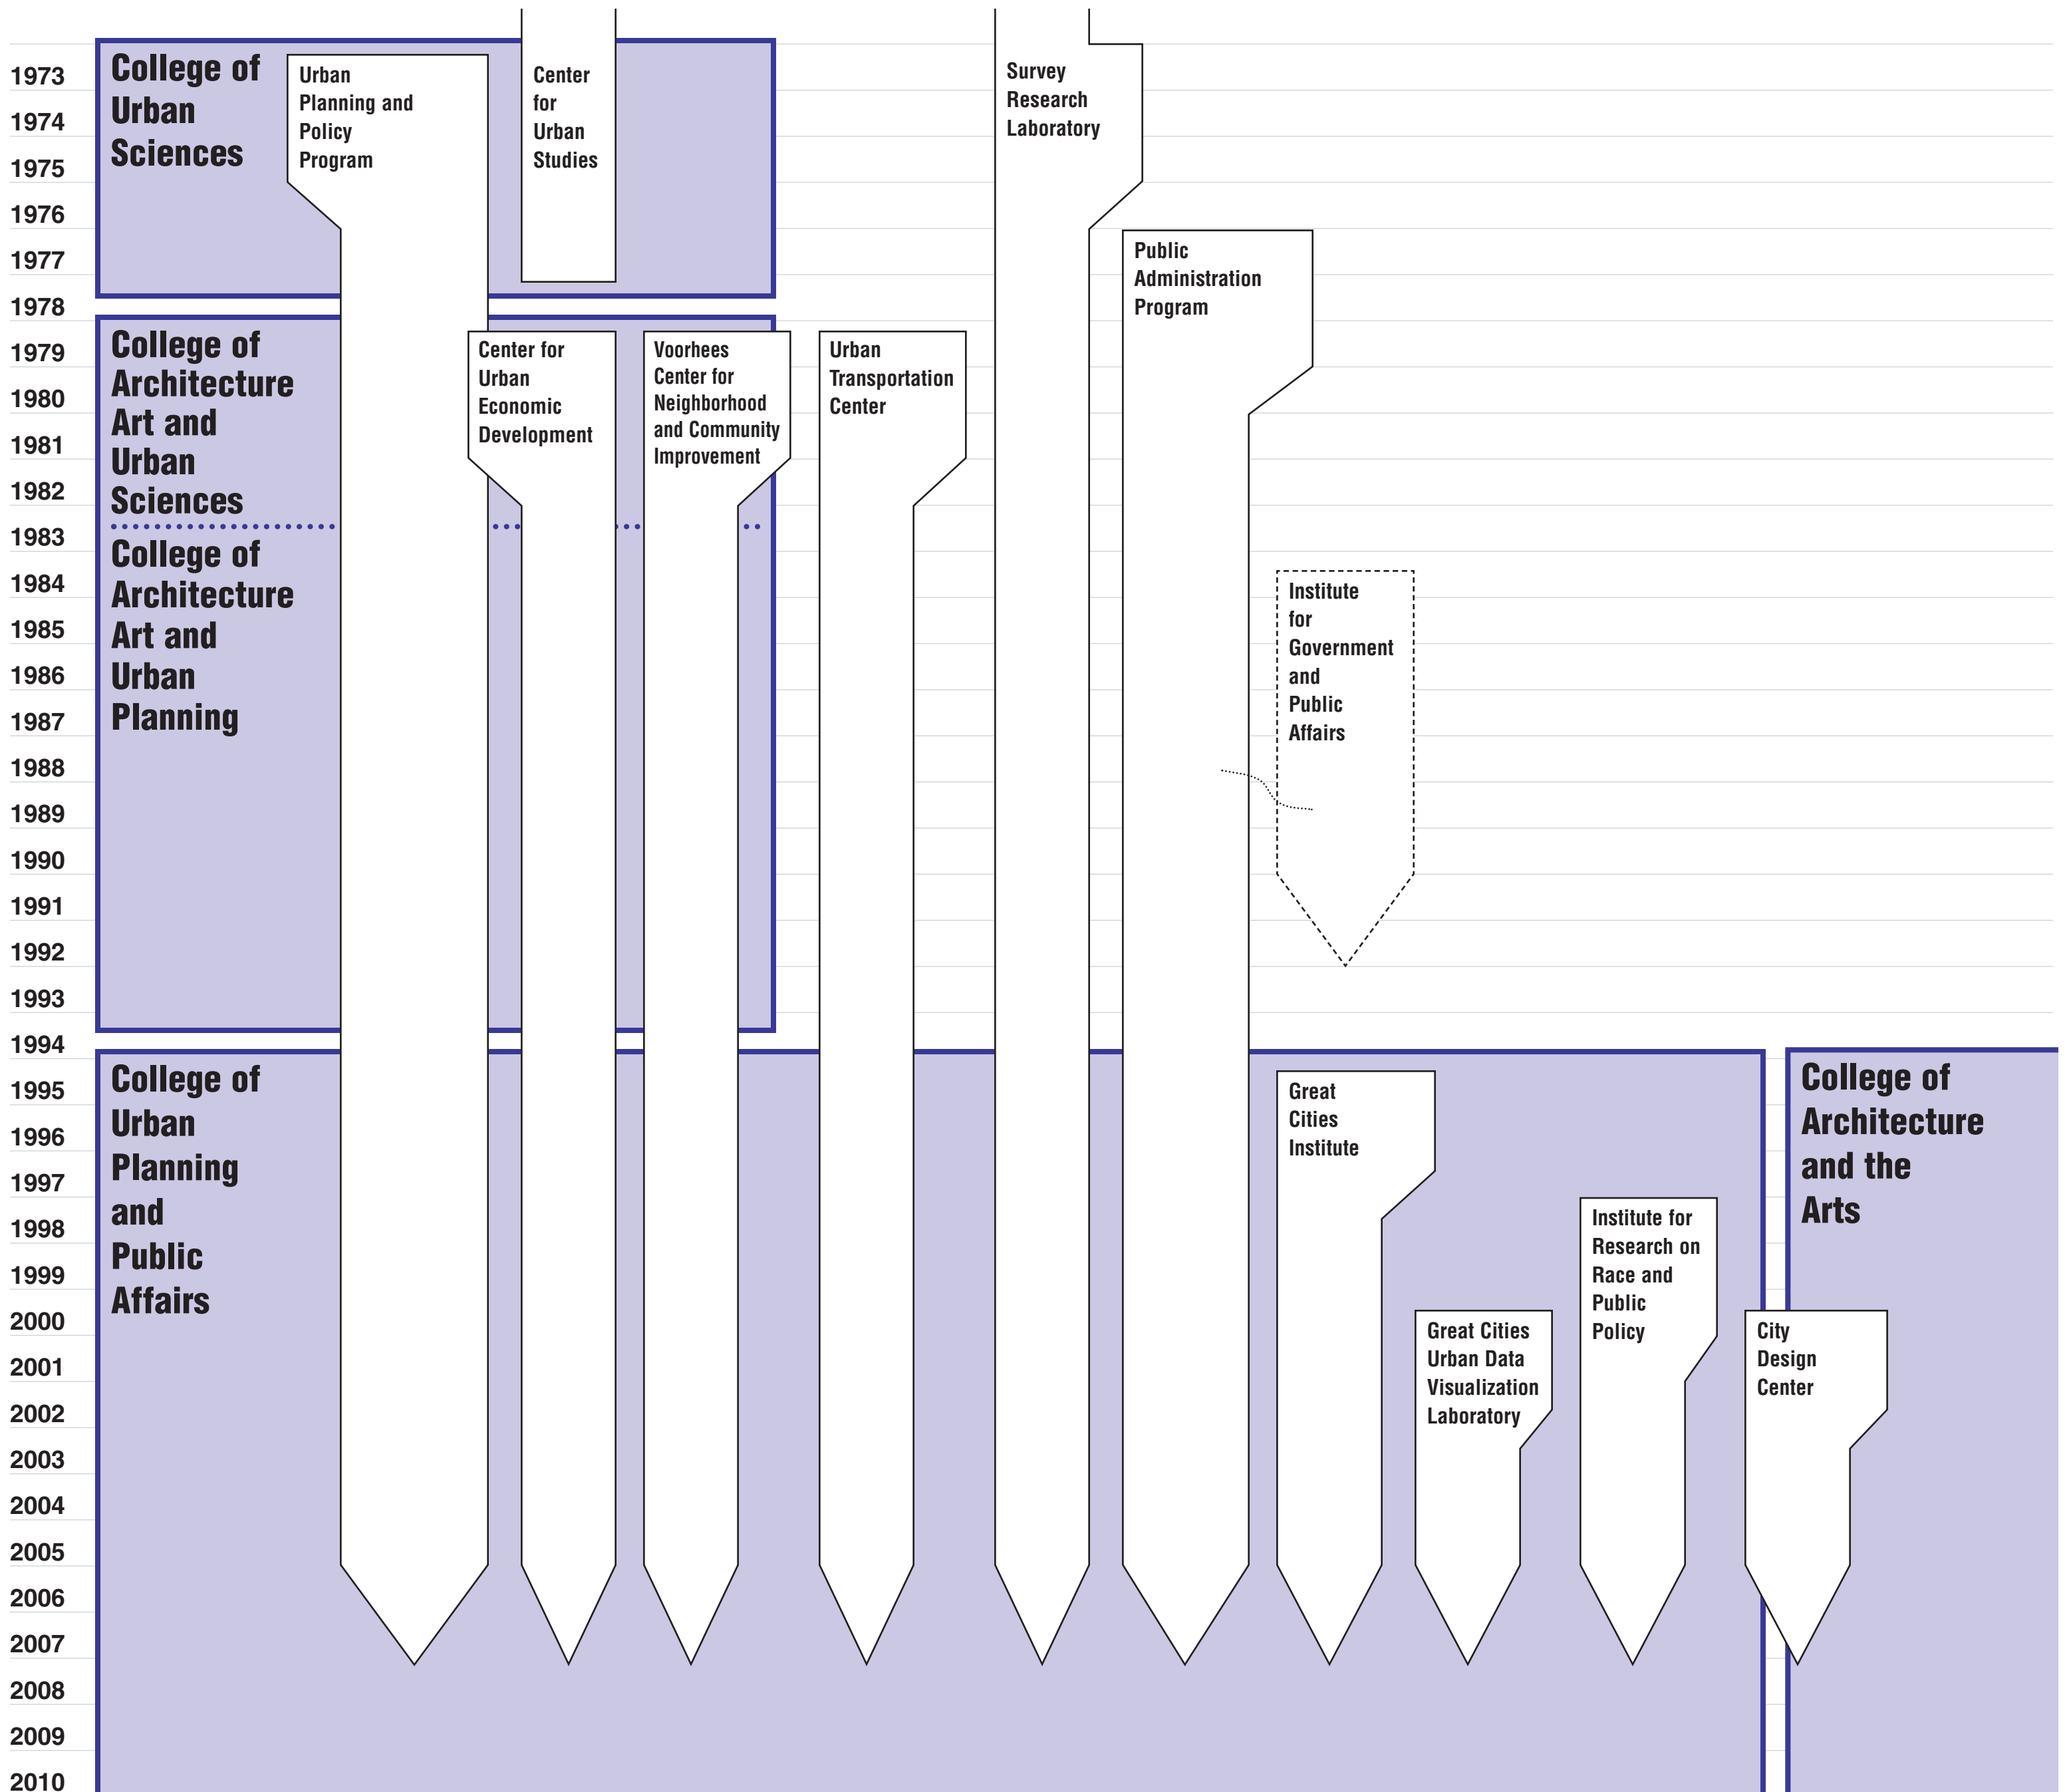 1973
1974
1975
1976
1977
1978
1979
1980
1981
1982
1983
1984
1985
1986
1987
1988
1989
1990
1991
1992
1993
1994
1995
1996
1997
1998
1999
2000
2001
2002
2003
2004
2005
2006
2007
2008
2009
2010
College of
Urban
Sciences
Urban
Planning and
Policy
Program
Center
for
Urban
Studies
Survey
Research
Laboratory
Public
Administration
Program
College of
Architecture
Art and
Urban
Sciences
Center for
Urban
Economic
Development
Voorhees
Center for
Neighborhood
and Community
Improvement
Urban
Transportation
Center
College of
Architecture
Art and
Urban
Planning
Institute
for
Government
and
Public
Affairs
College of
Urban
Planning
and
Public
Affairs
Great
Cities
Institute
Great Cities
Urban Data
Visualization
Laboratory
Institute for
Research on
Race and
Public
Policy
City
Design
Center
College of
Architecture
and the
Arts